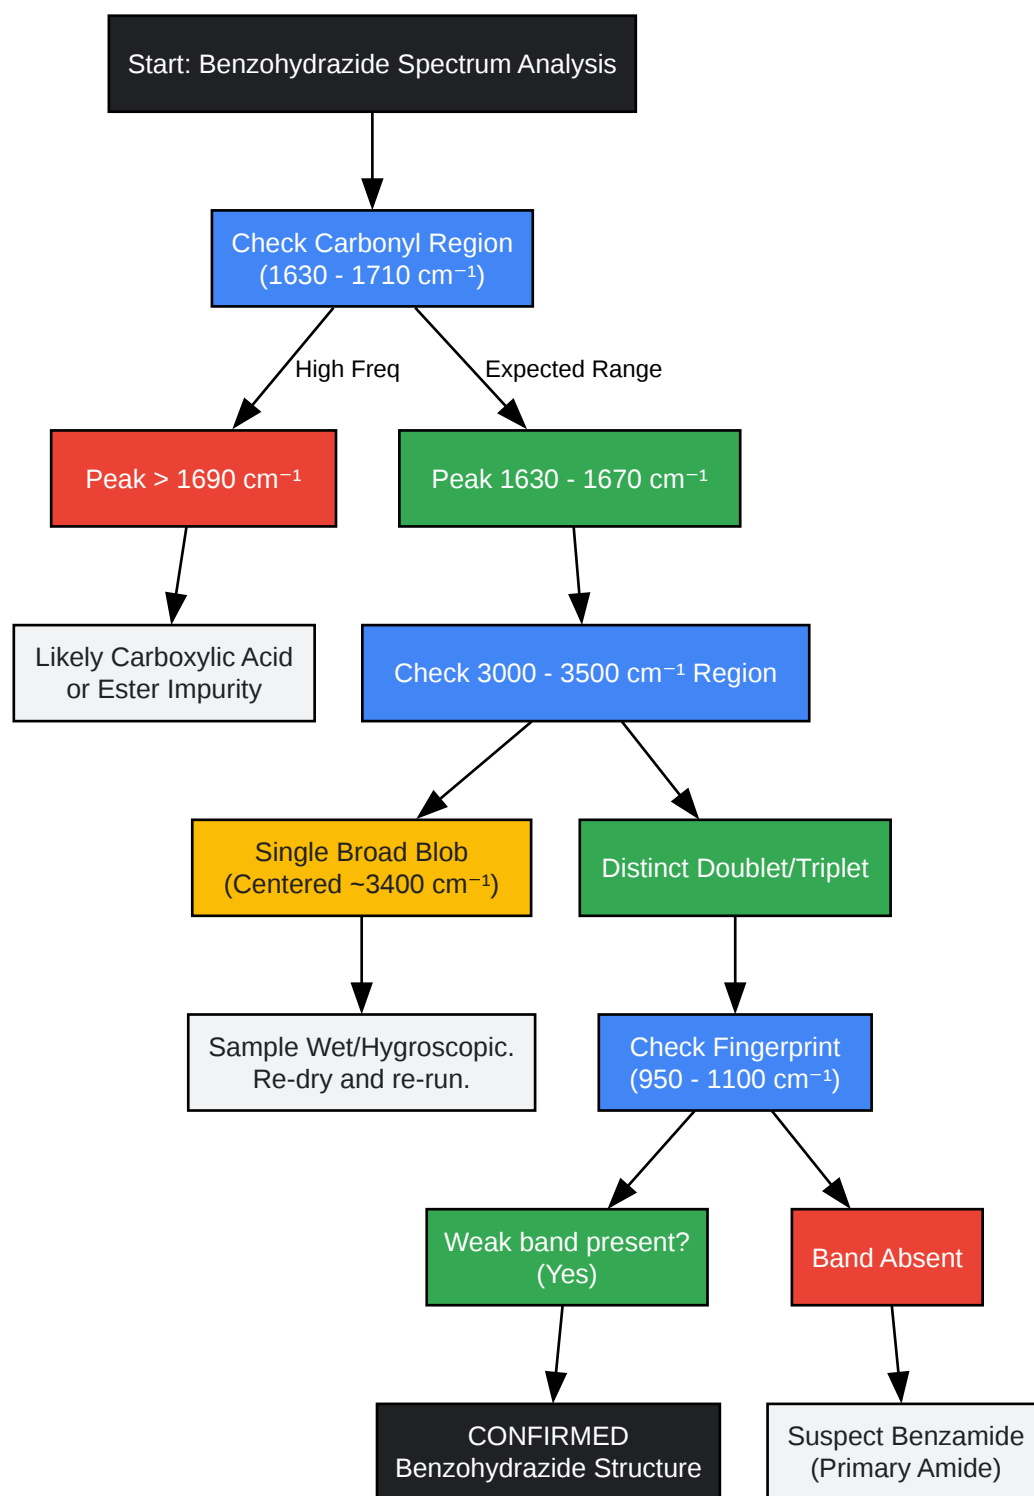 Start: Benzohydrazide Spectrum Analysis
Check Carbonyl Region
(1630 - 1710 cm⁻¹)
High Freq
Expected Range
Peak > 1690 cm⁻¹
Peak 1630 - 1670 cm⁻¹
Likely Carboxylic Acid
or Ester Impurity
Check 3000 - 3500 cm⁻¹ Region
Single Broad Blob
(Centered ~3400 cm⁻¹)
Distinct Doublet/Triplet
Sample Wet/Hygroscopic.
Re-dry and re-run.
Check Fingerprint
(950 - 1100 cm⁻¹)
Weak band present?
(Yes)
Band Absent
CONFIRMED
Benzohydrazide Structure
Suspect Benzamide
(Primary Amide)